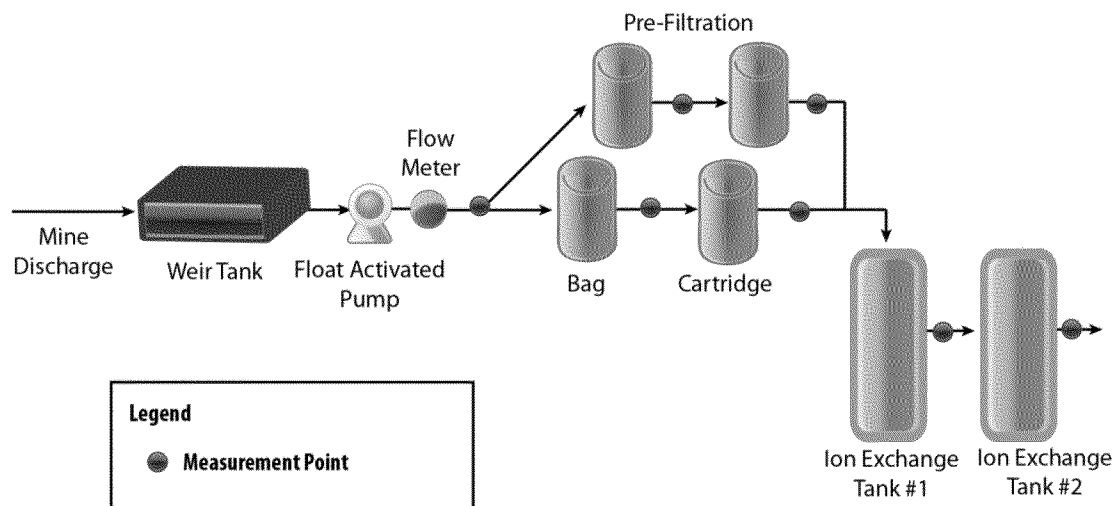 Pre-Filtration
Flow
Meter
Mine
Discharge
Weir Tank
Float Activated
Pump
Bag
Cartridge
Ion Exchange
Tank #1
Ion Exchange
Tank #2
Legend
Measurement Point